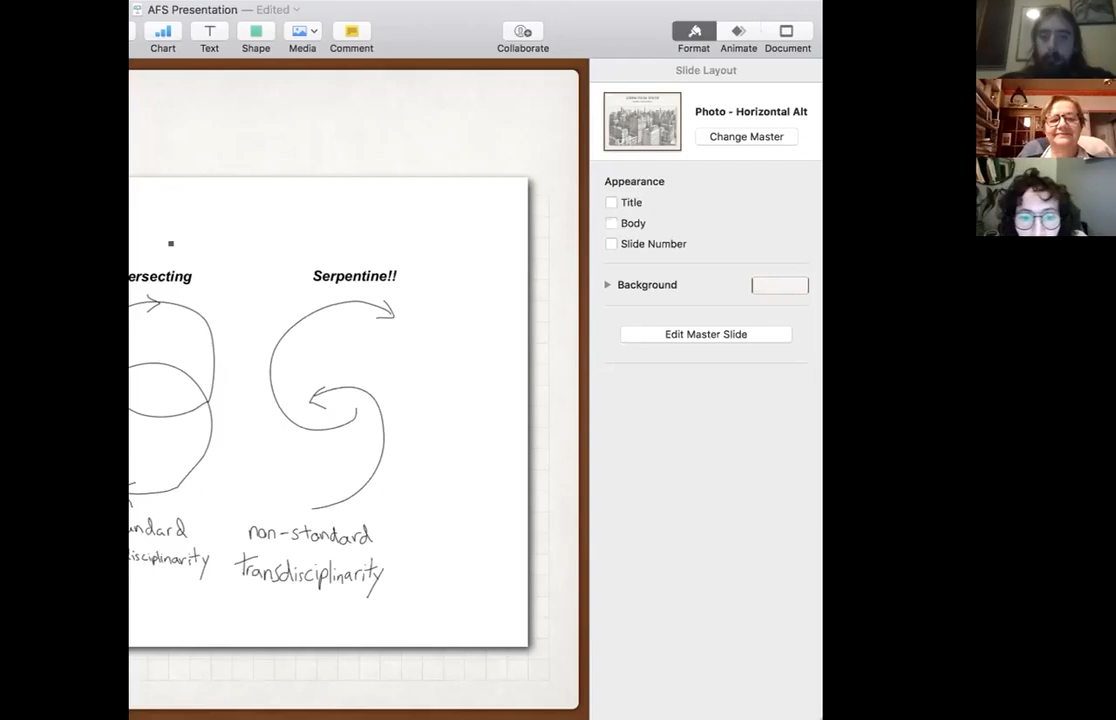 AFS Presentation — Edited
Chart
Text
Shape
Media
Comment
Collaborate
Format
Animate
Document
Slide Layout
Photo - Horizontal Alt
Change Master
Appearance
Title
Body
Slide Number
Background
Edit Master Slide
ersecting
Serpentine!!
andard
isciplinarity
non-standard
transdisciplinarity